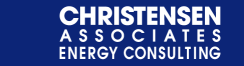 CHRISTENSEN
ASSOCIATES
ENERGY CONSULTING